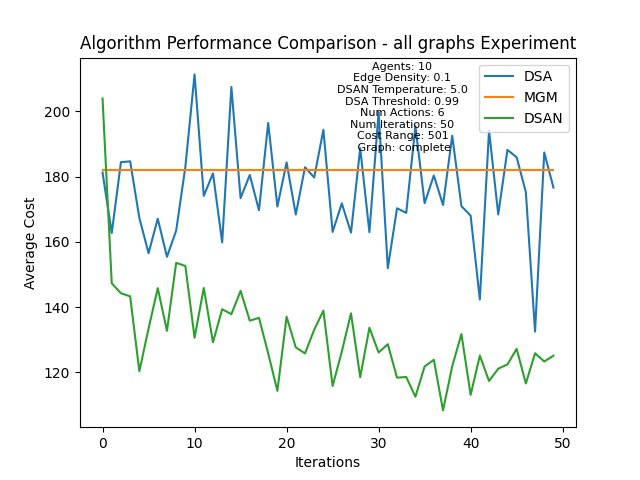 Algorithm Performance Comparison - all graphs Experiment
Agents: 10
Edge Density: 0.1
DSAN Temperature: 5.0
DSA Threshold: 0.99
Num Actions: 6
Num Iterations: 50
Cost Range: 501
Graph: complete
DSA
MGM
DSAN
Average Cost
200
180
160
140
120
0 10 20 30 40 50
Iterations